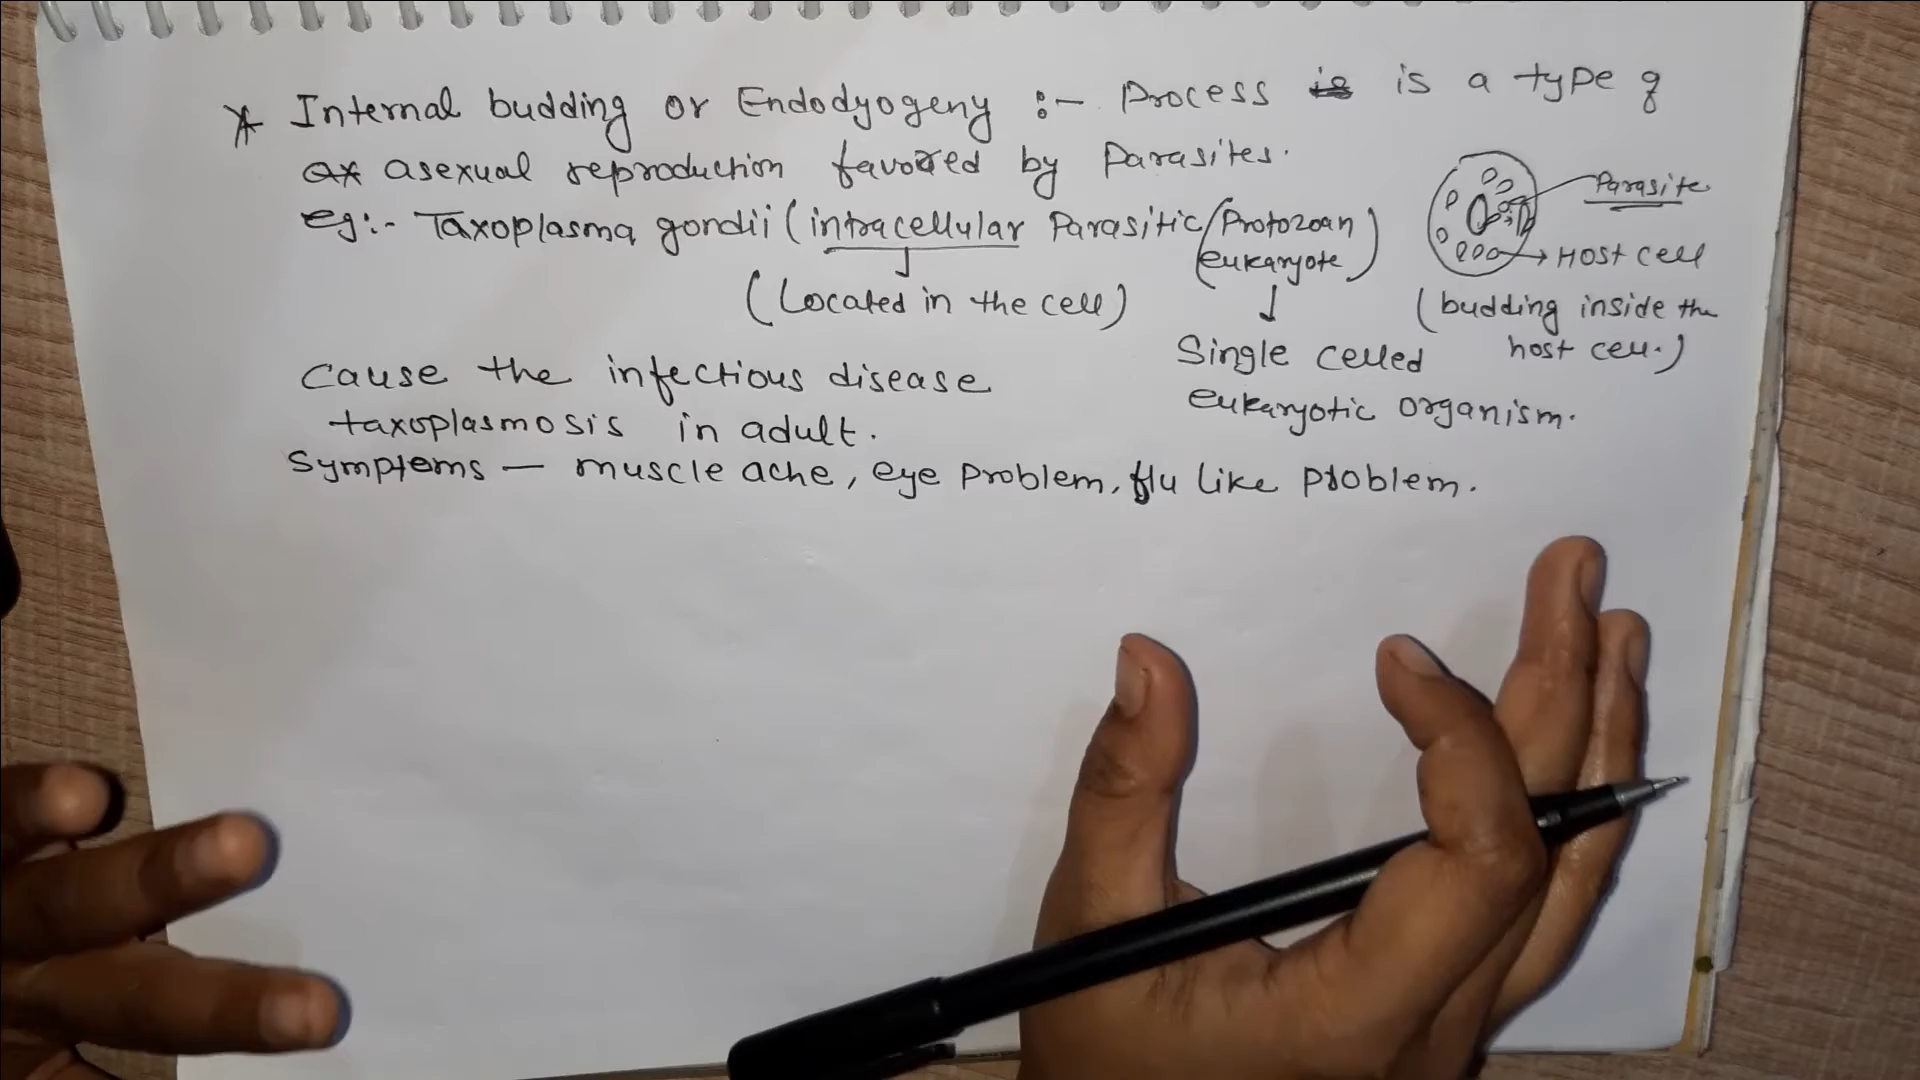 * Internal budding or Endodyogeny :- Process is is a type of
asexual reproduction favored by Parasites.
eg:- Taxoplasma gondii (intracellular Parasitic/Protozoan
eukaryote)
(Located in the cell)
Single celled
eukaryotic organism.
Parasite
Host cell
(budding inside the
host cell.)
Cause the infectious disease
taxoplasmosis in adult.
Symptems - muscle ache, eye Problem, flu like problem.